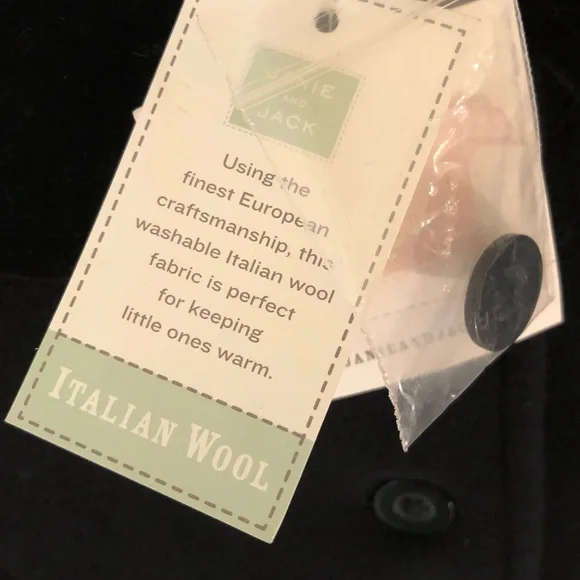 AND
JACK
Using the
finest European
craftsmanship, this
washable Italian wool
fabric is perfect
for keeping
little ones warm.
ITALIAN WOOL